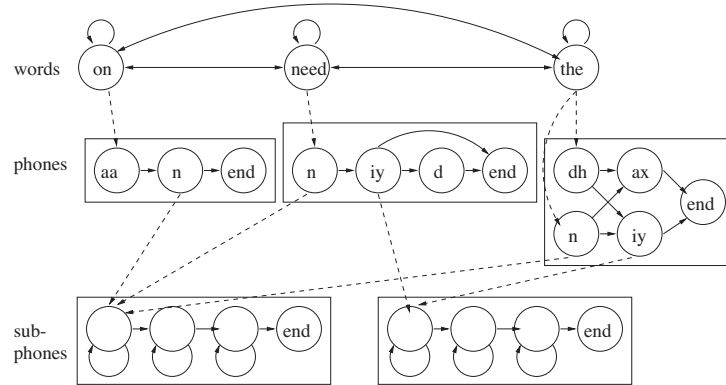 words on need the
phones aa n end n iy d end dh ax end
n iy
sub-
phones end end